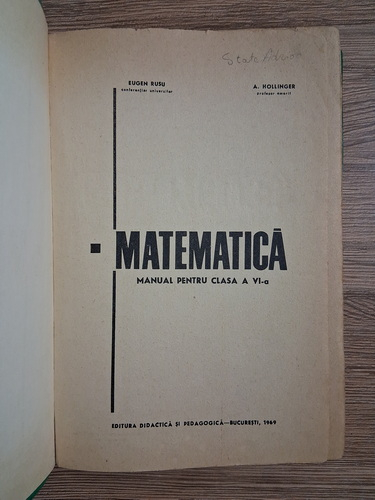 EUGEN RUSU
conferențiar universitar
A. HOLLINGER
profesor emerit
MATEMATICĂ
MANUAL PENTRU CLASA A VI-a
EDITURA DIDACTICĂ ȘI PEDAGOGICĂ—BUCUREȘTI, 1969